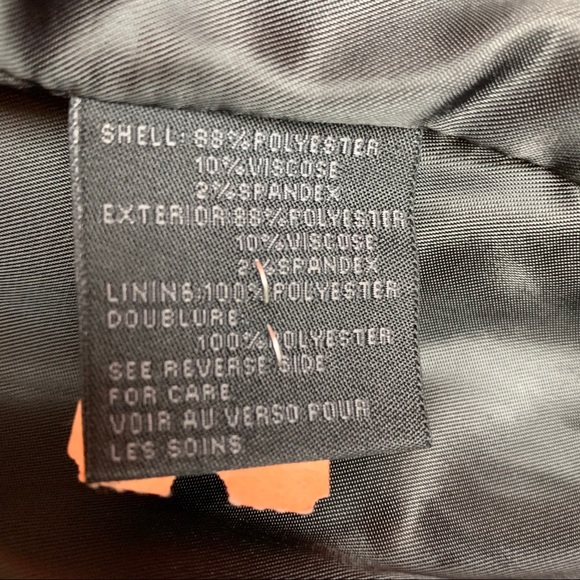 SHELL: 88%POLYESTER
10%VISCOSE
2%SPANDEX
EXTERIOR:88%POLYESTER
10%VISCOSE
2%SPANDEX
LINING:100%POLYESTER
DOUBLURE:
100%POLYESTER
SEE REVERSE SIDE
FOR CARE.
VOIR AU VERSO POUR
LES SOINS.